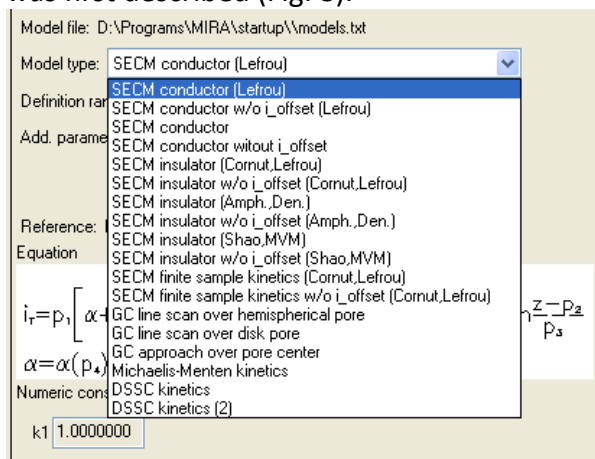 was first described (Fig. 3).
Model file: D:\Programs\MIRA\startup\\models.txt
Model type: SECM conductor (Lefrou)
SECM conductor (Lefrou)
Definition ran
SECM conductor w/o i_offset (Lefrou)
SECM conductor
Add. parame
SECM conductor witout i_offset
SECM insulator (Cornut,Lefrou)
SECM insulator w/o i_offset (Cornut,Lefrou)
SECM insulator (Amph.,Den.)
SECM insulator w/o i_offset (Amph.,Den.)
Reference:
SECM insulator (Shao,MVM)
Equation
SECM insulator w/o i_offset (Shao,MVM)
SECM finite sample kinetics (Cornut,Lefrou)
SECM finite sample kinetics w/o i_offset (Cornut,Lefrou)
GC line scan over hemispherical pore
iT=p1[α+ n z-p2 / p3
GC line scan over disk pore
GC approach over pore center
α=α(p4)
Michaelis-Menten kinetics
Numeric cons
DSSC kinetics
DSSC kinetics (2)
k1 1.0000000